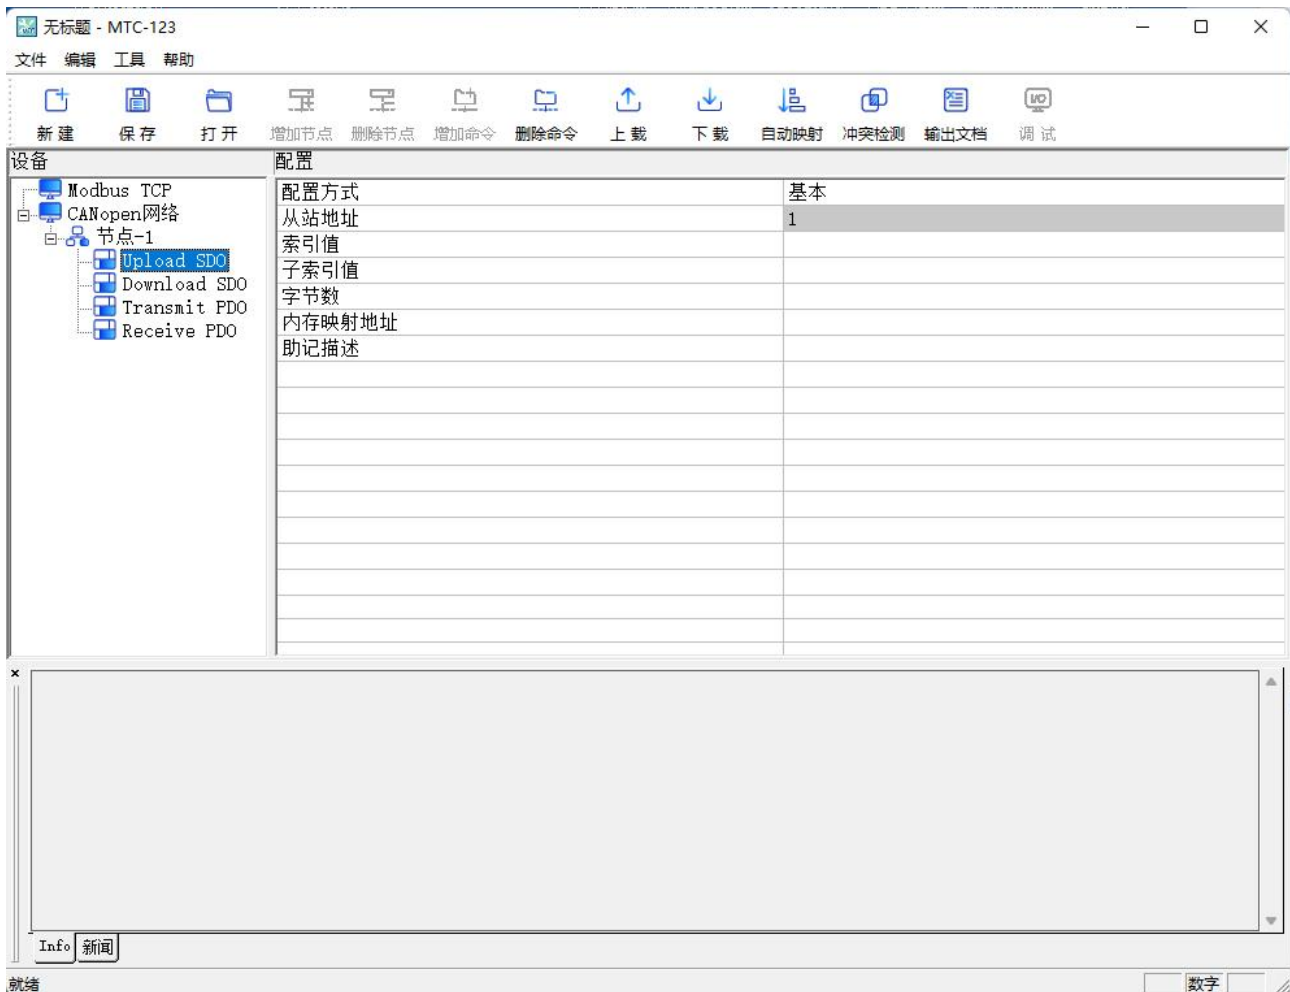 无标题 - MTC-123
文件 编辑 工具 帮助
新建 保存 打开 增加节点 删除节点 增加命令 删除命令 上载 下载 自动映射 冲突检测 输出文档 调试
设备
配置
Modbus TCP
CANopen网络
节点-1
Upload SDO
Download SDO
Transmit PDO
Receive PDO
配置方式 基本
从站地址 1
索引值
子索引值
字节数
内存映射地址
助记描述
Info 新闻
就绪 数字